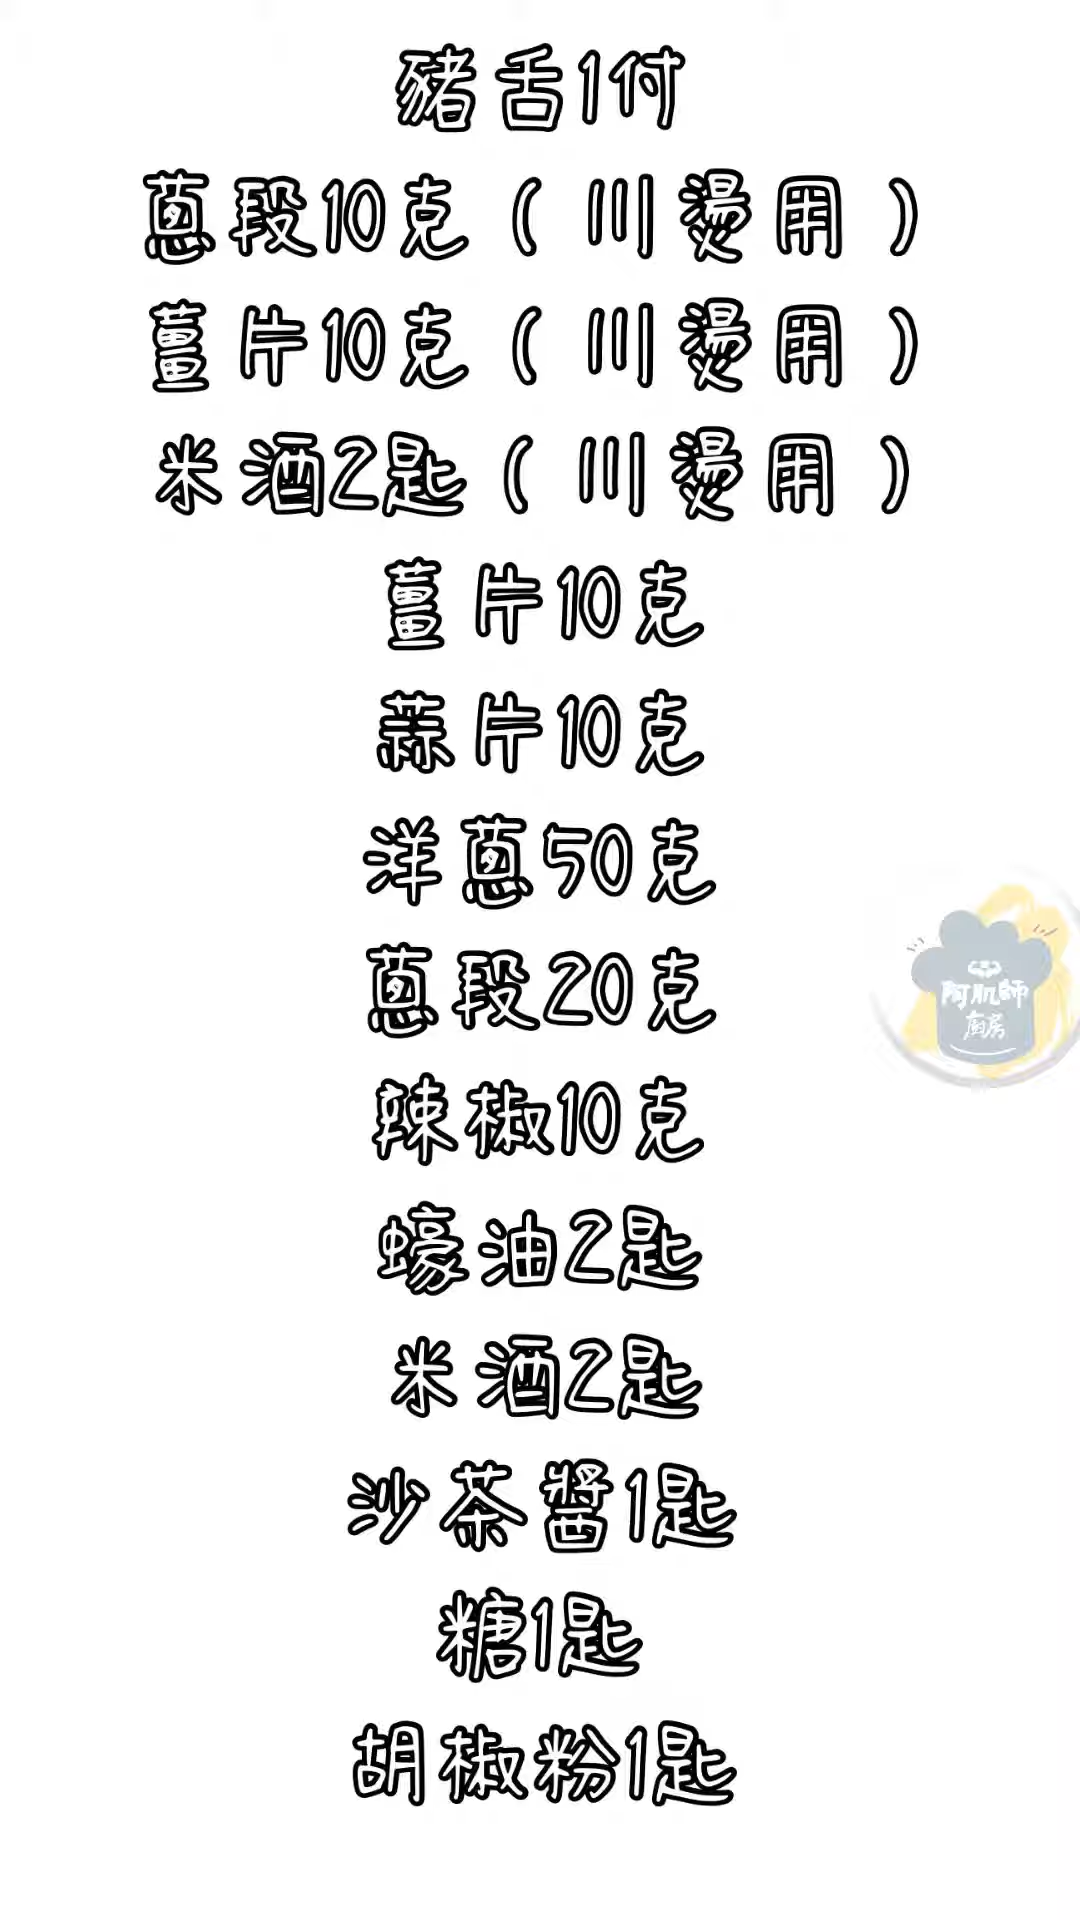 豬舌1付
蔥段10克（川燙用）
薑片10克（川燙用）
米酒2匙（川燙用）
薑片10克
蒜片10克
洋蔥50克
蔥段20克
辣椒10克
蠔油2匙
米酒2匙
沙茶醬1匙
糖1匙
胡椒粉1匙
阿肌師
廚房